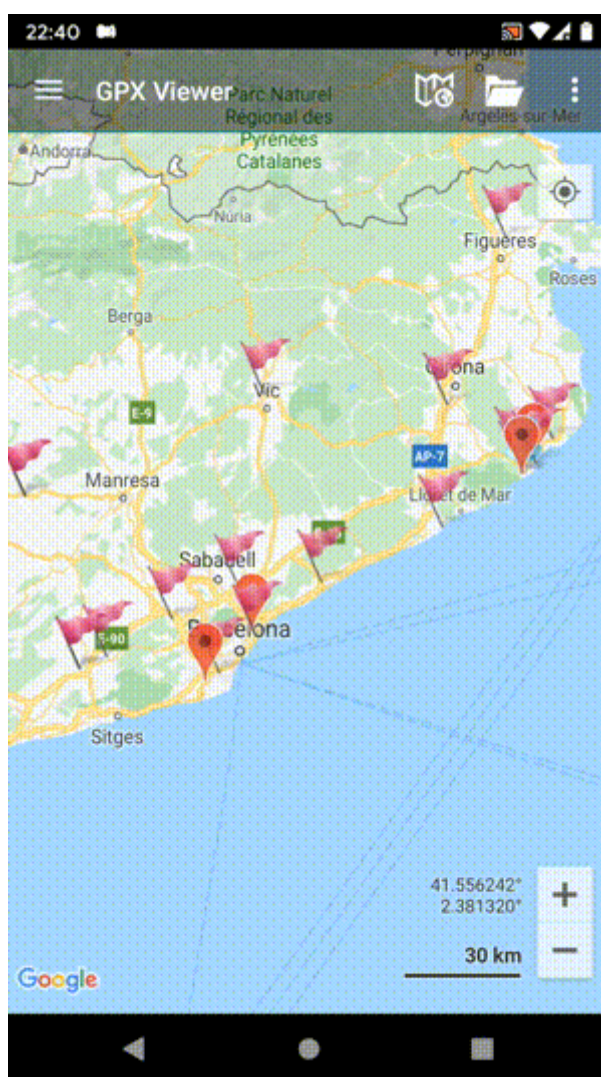 22:40
Perpignan
GPX Viewer
Parc Naturel
Régional des
Pyrénées
Catalanes
Argelès-sur-Mer
Andorra
Núria
Figueres
Roses
Berga
Girona
Vic
E-9
AP-7
Manresa
Lloret de Mar
Sabadell
Barcelona
Sitges
41.556242°
2.381320°
+
30 km
−
Google